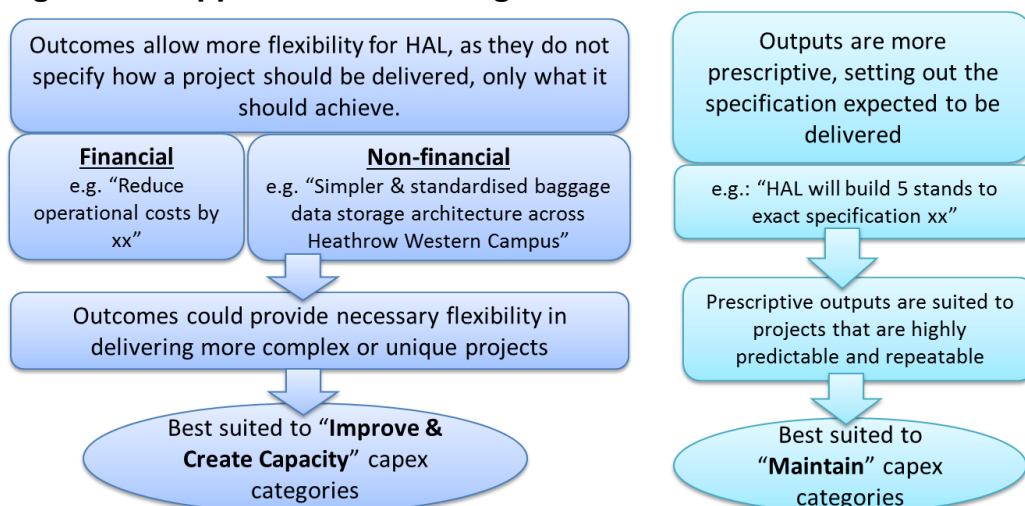 Outcomes allow more flexibility for HAL, as they do not
specify how a project should be delivered, only what it
should achieve.
Financial
e.g. “Reduce
operational costs by
xx”
Non-financial
e.g. “Simpler & standardised baggage
data storage architecture across
Heathrow Western Campus”
Outcomes could provide necessary flexibility in
delivering more complex or unique projects
Best suited to “Improve &
Create Capacity” capex
categories
Outputs are more
prescriptive, setting out the
specification expected to be
delivered
e.g.: “HAL will build 5 stands to
exact specification xx”
Prescriptive outputs are suited to
projects that are highly
predictable and repeatable
Best suited to
“Maintain” capex
categories